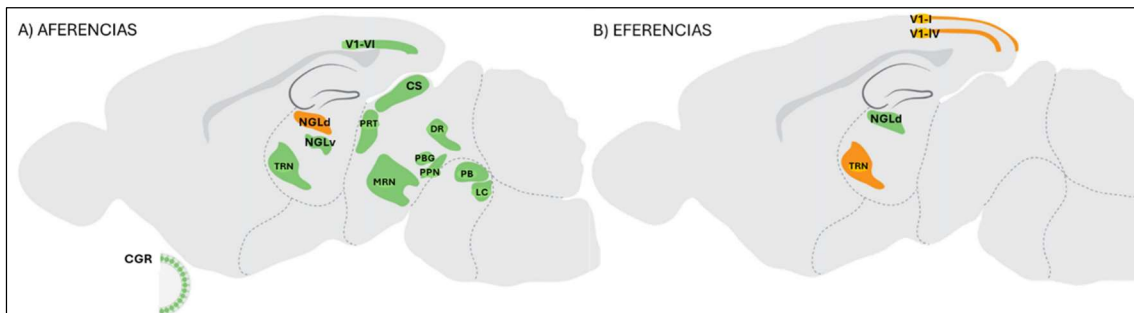 A) AFERENCIAS
V1-VI
CS
NGLd
NGLv
PRT
DR
TRN
PBG
PPN
MRN
PB
LC
CGR
B) EFERENCIAS
V1-I
V1-IV
NGLd
TRN